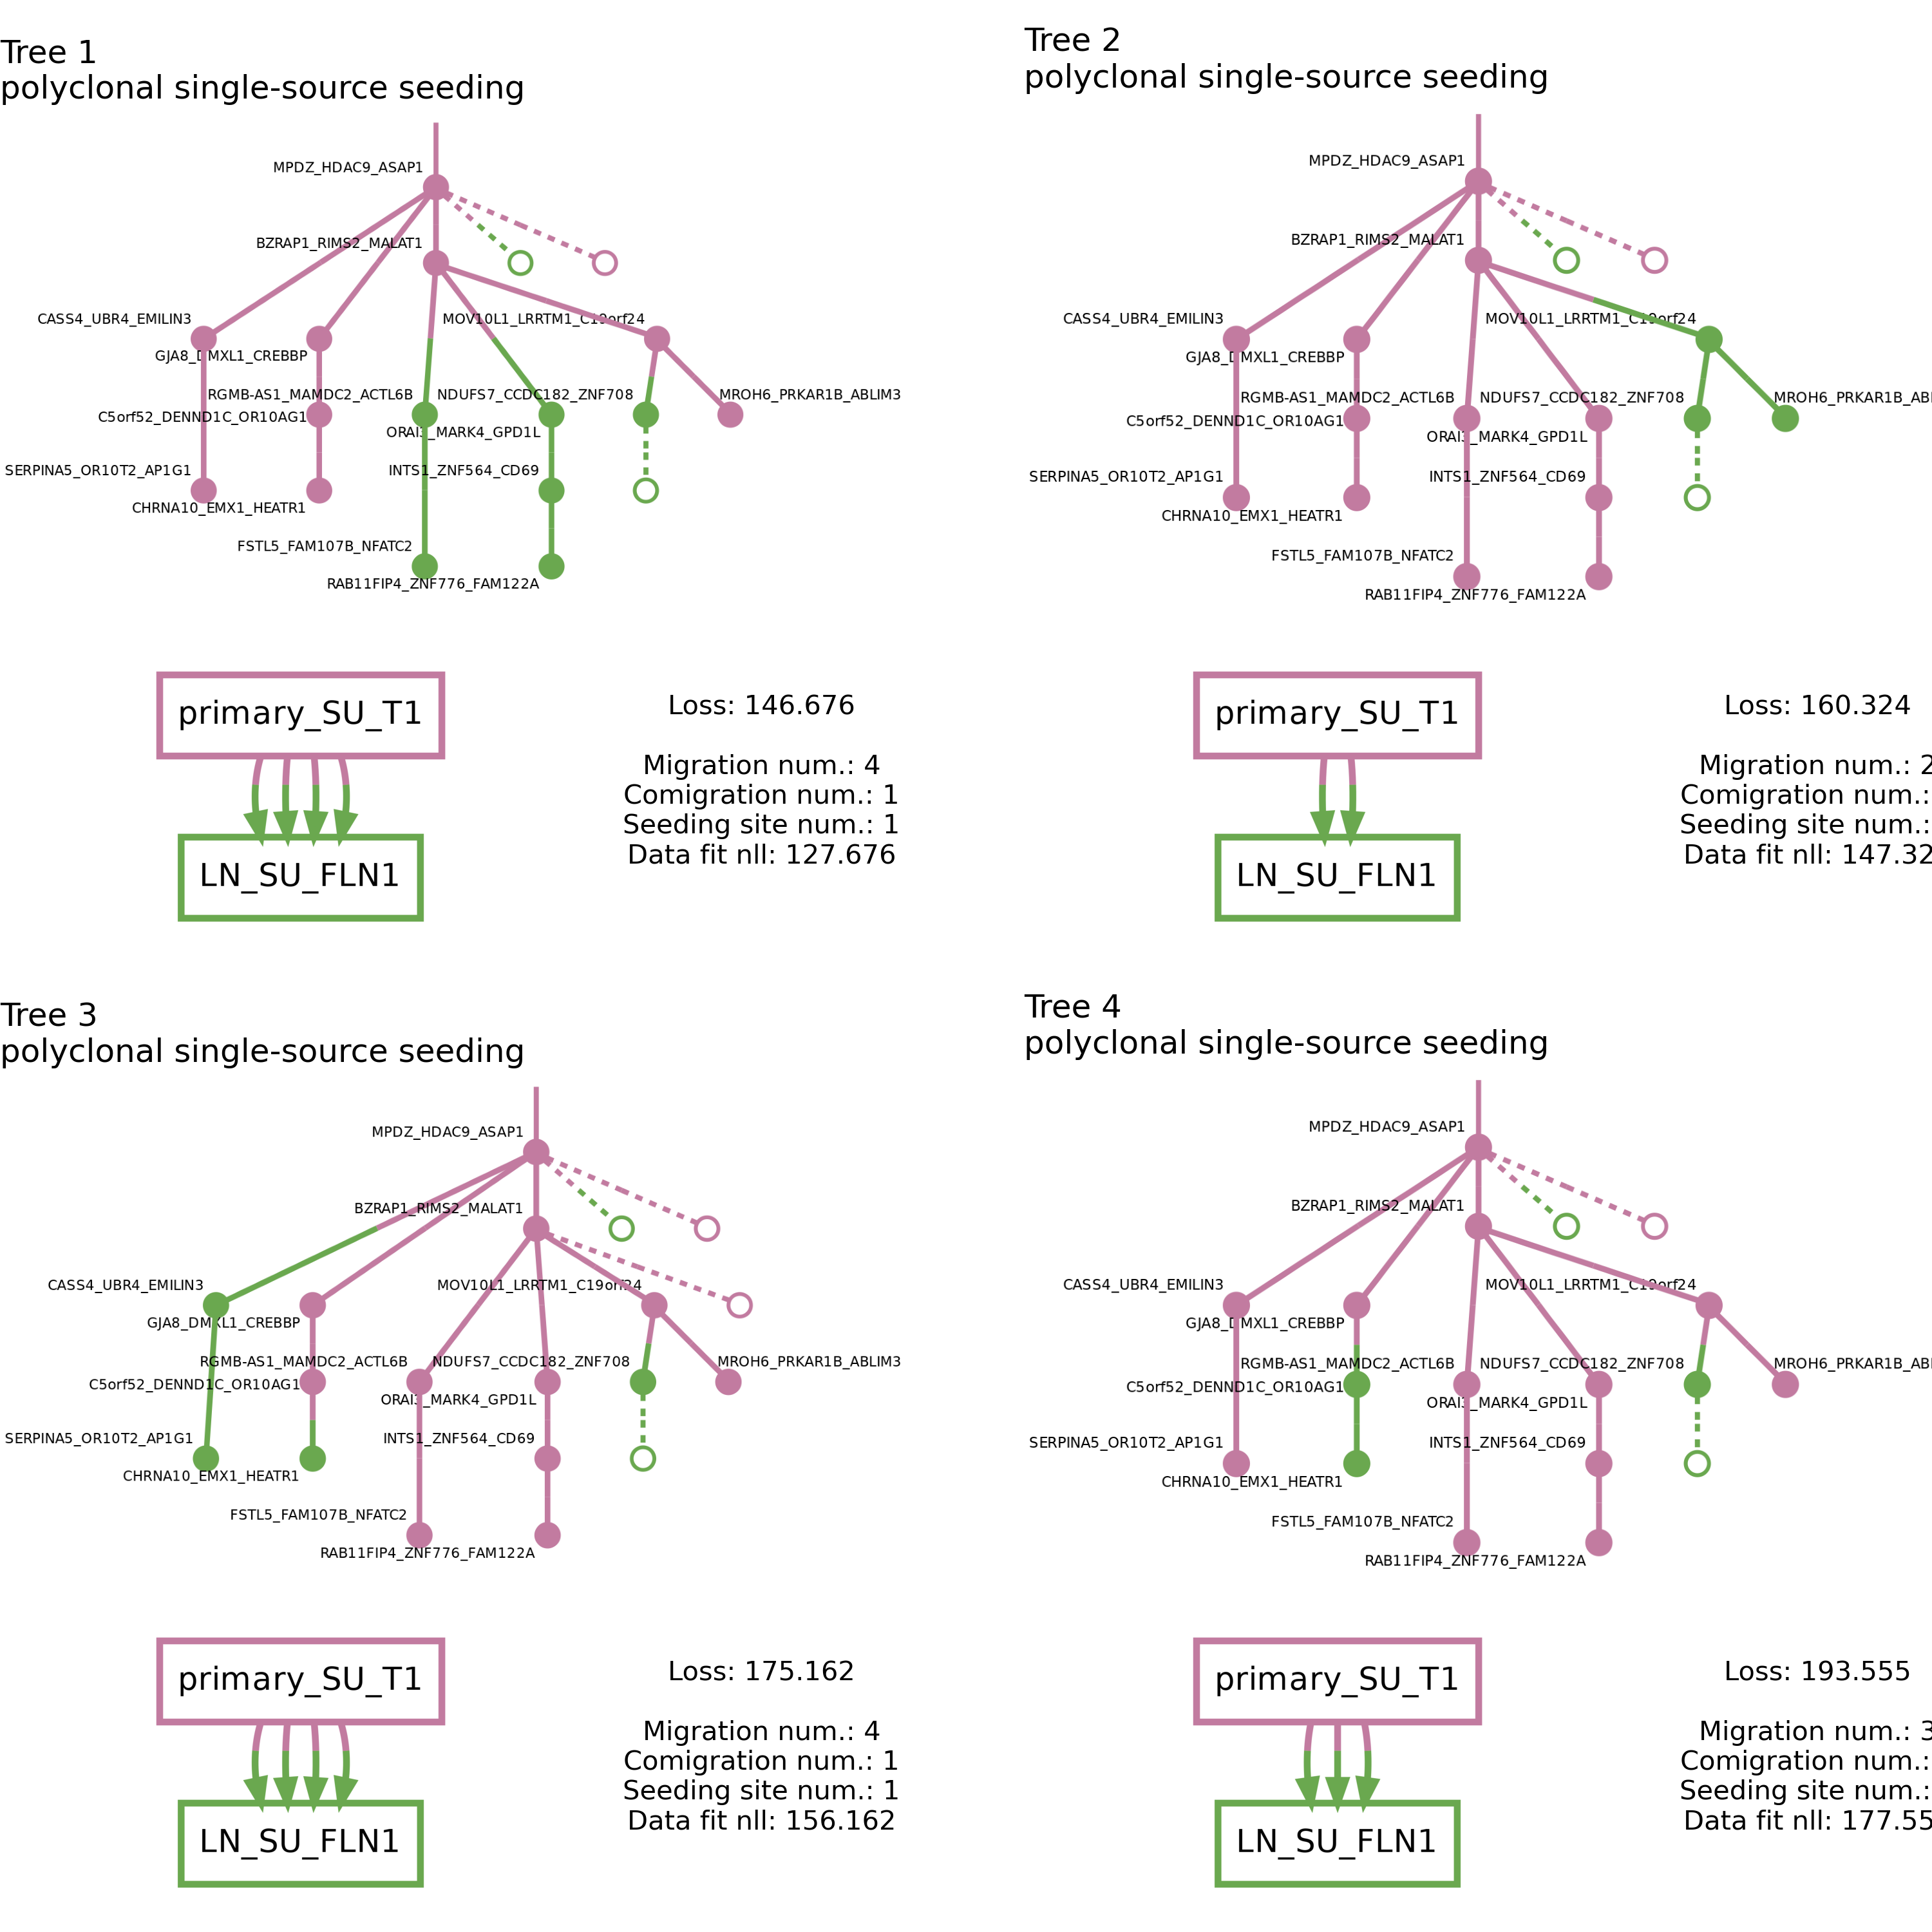 Tree 1
polyclonal single-source seeding
MPDZ_HDAC9_ASAP1
BZRAP1_RIMS2_MALAT1
CASS4_UBR4_EMILIN3
MOV10L1_LRRTM1_C19orf24
GJA8_DMXL1_CREBBP
RGMB-AS1_MAMDC2_ACTL6B
NDUFS7_CCDC182_ZNF708
MROH6_PRKAR1B_ABLIM3
C5orf52_DENND1C_OR10AG1
ORAI3_MARK4_GPD1L
SERPINA5_OR10T2_AP1G1
INTS1_ZNF564_CD69
CHRNA10_EMX1_HEATR1
FSTL5_FAM107B_NFATC2
RAB11FIP4_ZNF776_FAM122A
primary_SU_T1
LN_SU_FLN1
Loss: 146.676
Migration num.: 4
Comigration num.: 1
Seeding site num.: 1
Data fit nll: 127.676
Tree 2
polyclonal single-source seeding
MPDZ_HDAC9_ASAP1
BZRAP1_RIMS2_MALAT1
CASS4_UBR4_EMILIN3
MOV10L1_LRRTM1_C19orf24
GJA8_DMXL1_CREBBP
RGMB-AS1_MAMDC2_ACTL6B
NDUFS7_CCDC182_ZNF708
MROH6_PRKAR1B_ABL
C5orf52_DENND1C_OR10AG1
ORAI3_MARK4_GPD1L
SERPINA5_OR10T2_AP1G1
INTS1_ZNF564_CD69
CHRNA10_EMX1_HEATR1
FSTL5_FAM107B_NFATC2
RAB11FIP4_ZNF776_FAM122A
primary_SU_T1
LN_SU_FLN1
Loss: 160.324
Migration num.: 2
Comigration num.:
Seeding site num.:
Data fit nll: 147.32
Tree 3
polyclonal single-source seeding
MPDZ_HDAC9_ASAP1
BZRAP1_RIMS2_MALAT1
CASS4_UBR4_EMILIN3
MOV10L1_LRRTM1_C19orf24
GJA8_DMXL1_CREBBP
RGMB-AS1_MAMDC2_ACTL6B
NDUFS7_CCDC182_ZNF708
MROH6_PRKAR1B_ABLIM3
C5orf52_DENND1C_OR10AG1
ORAI3_MARK4_GPD1L
SERPINA5_OR10T2_AP1G1
INTS1_ZNF564_CD69
CHRNA10_EMX1_HEATR1
FSTL5_FAM107B_NFATC2
RAB11FIP4_ZNF776_FAM122A
primary_SU_T1
LN_SU_FLN1
Loss: 175.162
Migration num.: 4
Comigration num.: 1
Seeding site num.: 1
Data fit nll: 156.162
Tree 4
polyclonal single-source seeding
MPDZ_HDAC9_ASAP1
BZRAP1_RIMS2_MALAT1
CASS4_UBR4_EMILIN3
MOV10L1_LRRTM1_C19orf24
GJA8_DMXL1_CREBBP
RGMB-AS1_MAMDC2_ACTL6B
NDUFS7_CCDC182_ZNF708
MROH6_PRKAR1B_ABL
C5orf52_DENND1C_OR10AG1
ORAI3_MARK4_GPD1L
SERPINA5_OR10T2_AP1G1
INTS1_ZNF564_CD69
CHRNA10_EMX1_HEATR1
FSTL5_FAM107B_NFATC2
RAB11FIP4_ZNF776_FAM122A
primary_SU_T1
LN_SU_FLN1
Loss: 193.555
Migration num.: 3
Comigration num.:
Seeding site num.:
Data fit nll: 177.55